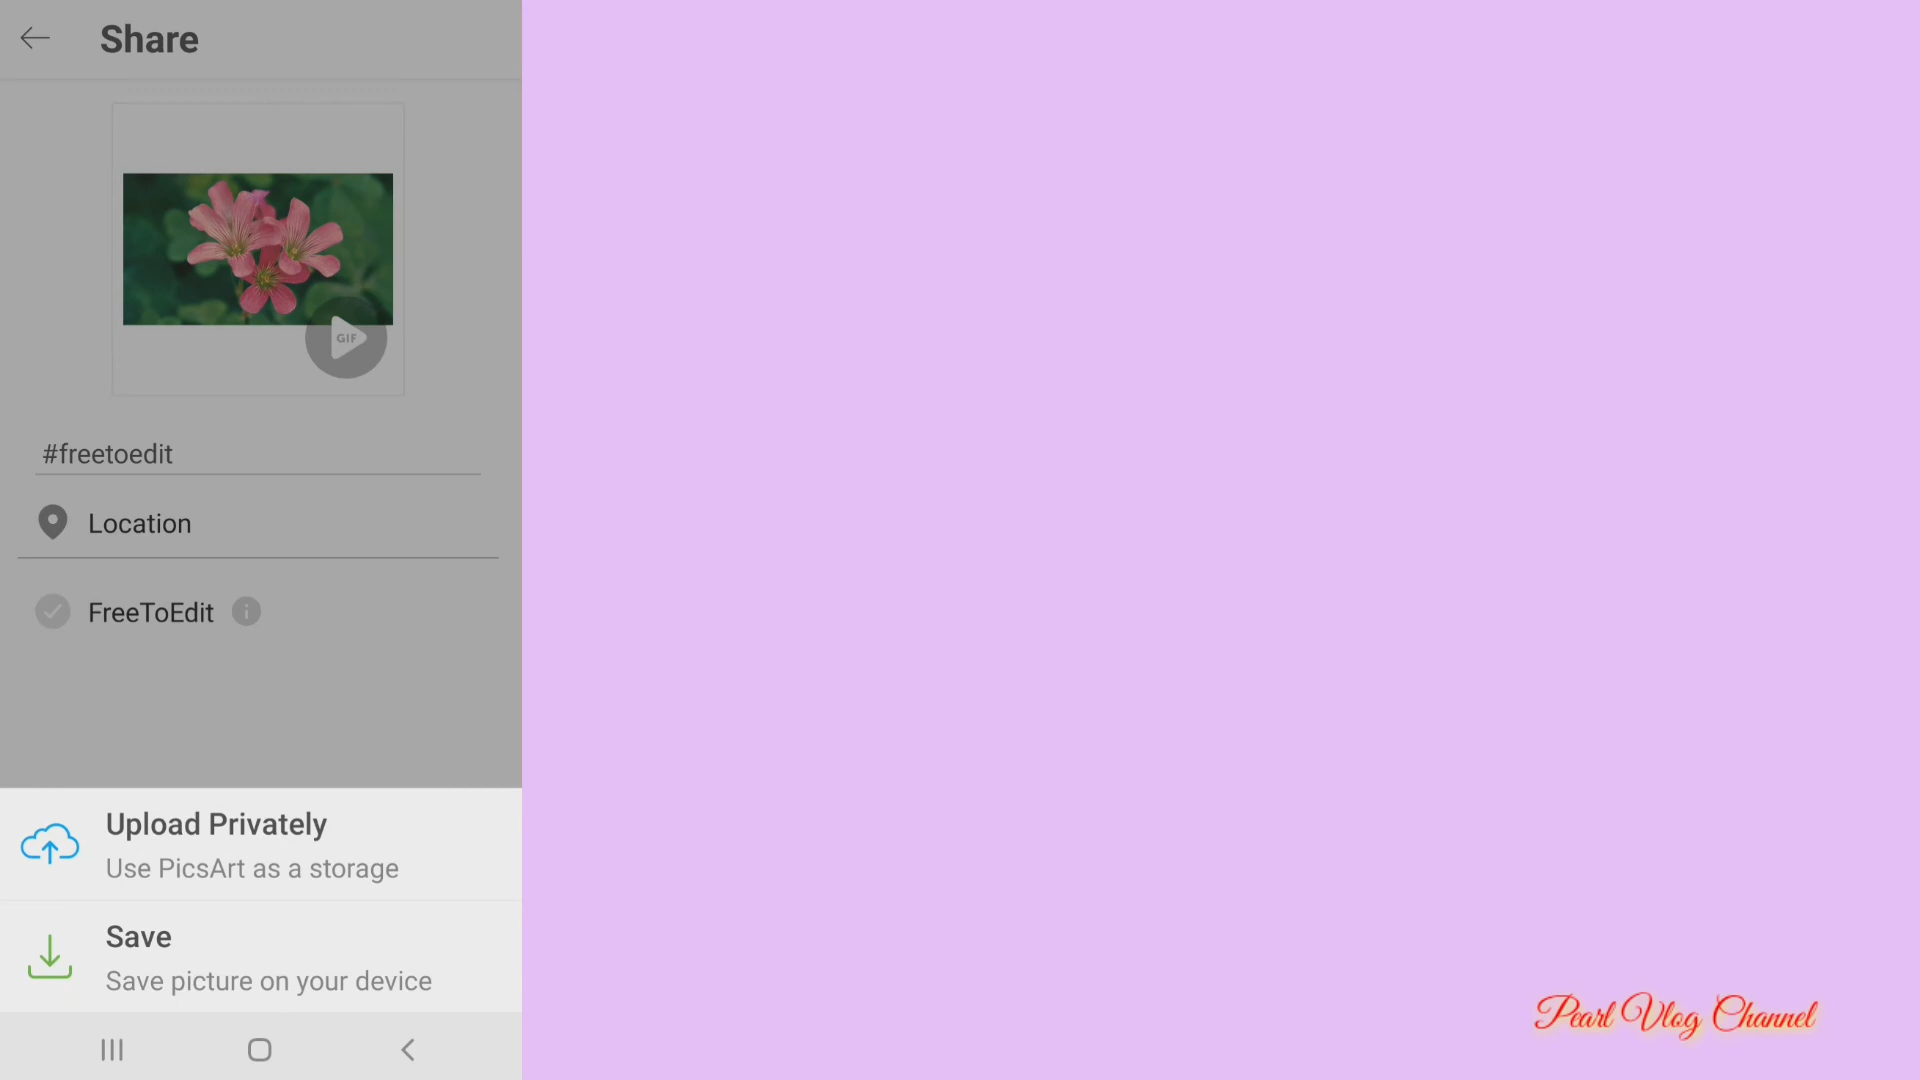 Share
GIF
#freetoedit
Location
FreeToEdit
Upload Privately
Use PicsArt as a storage
Save
Save picture on your device
Pearl Vlog Channel